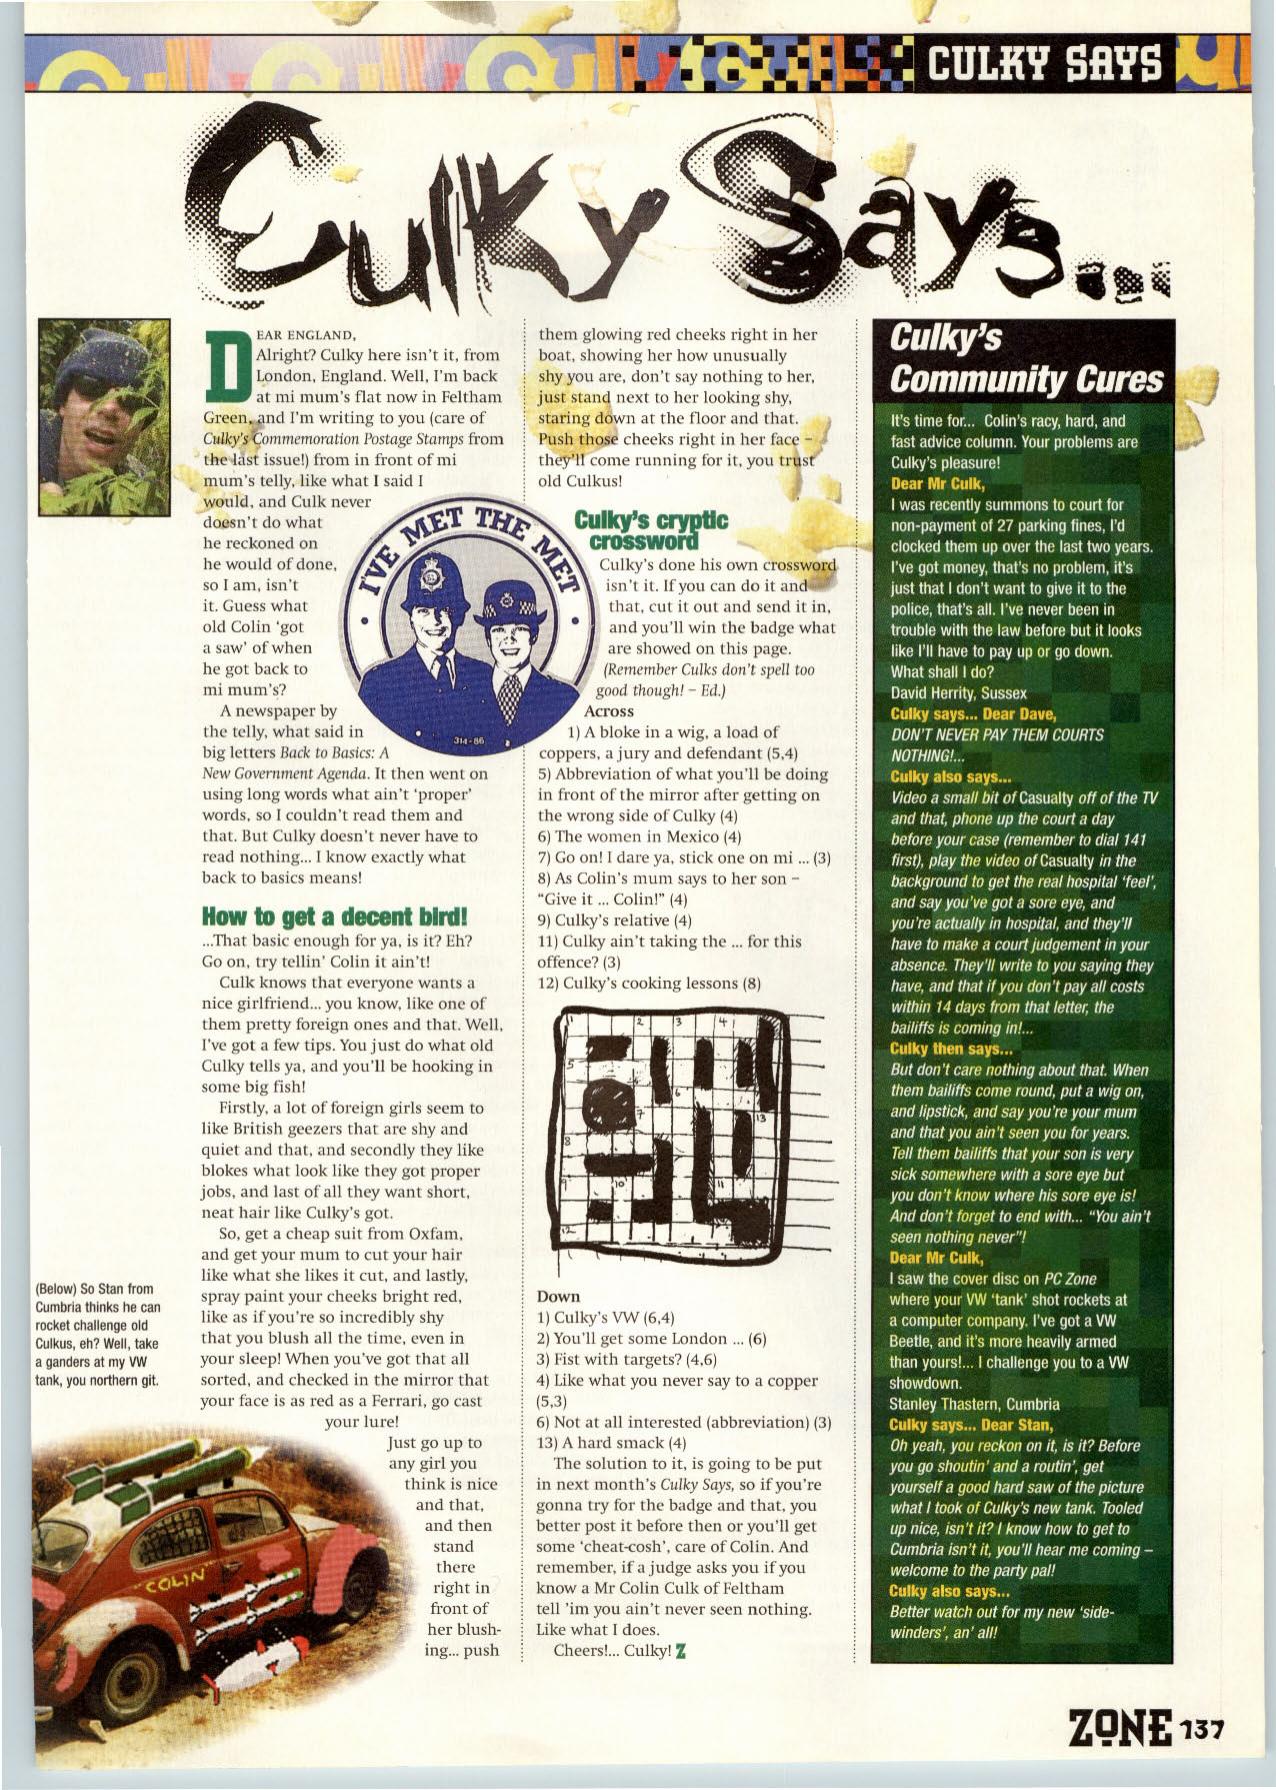 CULKY SAYS
Culky Says...
DEAR ENGLAND,
Alright? Culky here isn't it, from
London, England. Well, I'm back
at mi mum's flat now in Feltham
Green, and I'm writing to you (care of
Culky's Commemoration Postage Stamps from
the last issue!) from in front of mi
mum's telly, like what I said I
would, and Culk never
doesn't do what
he reckoned on
he would of done,
so I am, isn't
it. Guess what
old Colin 'got
a saw' of when
he got back to
mi mum's?
A newspaper by
the telly, what said in
big letters Back to Basics: A
New Government Agenda. It then went on
using long words what ain't 'proper'
words, so I couldn't read them and
that. But Culky doesn't never have to
read nothing... I know exactly what
back to basics means!
How to get a decent bird!
...That basic enough for ya, is it? Eh?
Go on, try tellin' Colin it ain't!
Culk knows that everyone wants a
nice girlfriend... you know, like one of
them pretty foreign ones and that. Well,
I've got a few tips. You just do what old
Culky tells ya, and you'll be hooking in
some big fish!
Firstly, a lot of foreign girls seem to
like British geezers that are shy and
quiet and that, and secondly they like
blokes what look like they got proper
jobs, and last of all they want short,
neat hair like Culky's got.
So, get a cheap suit from Oxfam,
and get your mum to cut your hair
like what she likes it cut, and lastly,
spray paint your cheeks bright red,
like as if you're so incredibly shy
that you blush all the time, even in
your sleep! When you've got that all
sorted, and checked in the mirror that
your face is as red as a Ferrari, go cast
your lure!
Just go up to
any girl you
think is nice
and that,
and then
stand
there
right in
front of
her blush-
ing... push
(Below) So Stan from
Cumbria thinks he can
rocket challenge old
Culkus, eh? Well, take
a ganders at my VW
tank, you northern git.
"COLIN"
them glowing red cheeks right in her
boat, showing her how unusually
shy you are, don't say nothing to her,
just stand next to her looking shy,
staring down at the floor and that.
Push those cheeks right in her face –
they'll come running for it, you trust
old Culkus!
I'VE MET THE MET
314-86
Culky's cryptic
crossword
Culky's done his own crossword
isn't it. If you can do it and
that, cut it out and send it in,
and you'll win the badge what
are showed on this page.
(Remember Culks don't spell too
good though! – Ed.)
Across
1) A bloke in a wig, a load of
coppers, a jury and defendant (5,4)
5) Abbreviation of what you'll be doing
in front of the mirror after getting on
the wrong side of Culky (4)
6) The women in Mexico (4)
7) Go on! I dare ya, stick one on mi ... (3)
8) As Colin's mum says to her son –
"Give it ... Colin!" (4)
9) Culky's relative (4)
11) Culky ain't taking the ... for this
offence? (3)
12) Culky's cooking lessons (8)
1 2 3 4
5
6
7 13
8
9 10 11
12
Down
1) Culky's VW (6,4)
2) You'll get some London ... (6)
3) Fist with targets? (4,6)
4) Like what you never say to a copper
(5,3)
6) Not at all interested (abbreviation) (3)
13) A hard smack (4)
The solution to it, is going to be put
in next month's Culky Says, so if you're
gonna try for the badge and that, you
better post it before then or you'll get
some 'cheat-cosh', care of Colin. And
remember, if a judge asks you if you
know a Mr Colin Culk of Feltham
tell 'im you ain't never seen nothing.
Like what I does.
Cheers!... Culky! Z
Culky's
Community Cures
It's time for... Colin's racy, hard, and
fast advice column. Your problems are
Culky's pleasure!
Dear Mr Culk,
I was recently summons to court for
non-payment of 27 parking fines, I'd
clocked them up over the last two years.
I've got money, that's no problem, it's
just that I don't want to give it to the
police, that's all. I've never been in
trouble with the law before but it looks
like I'll have to pay up or go down.
What shall I do?
David Herrity, Sussex
Culky says... Dear Dave,
DON'T NEVER PAY THEM COURTS
NOTHING!...
Culky also says...
Video a small bit of Casualty off of the TV
and that, phone up the court a day
before your case (remember to dial 141
first), play the video of Casualty in the
background to get the real hospital 'feel',
and say you've got a sore eye, and
you're actually in hospital, and they'll
have to make a court judgement in your
absence. They'll write to you saying they
have, and that if you don't pay all costs
within 14 days from that letter, the
bailiffs is coming in!...
Culky then says...
But don't care nothing about that. When
them bailiffs come round, put a wig on,
and lipstick, and say you're your mum
and that you ain't seen you for years.
Tell them bailiffs that your son is very
sick somewhere with a sore eye but
you don't know where his sore eye is!
And don't forget to end with... "You ain't
seen nothing never"!
Dear Mr Culk,
I saw the cover disc on PC Zone
where your VW 'tank' shot rockets at
a computer company. I've got a VW
Beetle, and it's more heavily armed
than yours!... I challenge you to a VW
showdown.
Stanley Thastern, Cumbria
Culky says... Dear Stan,
Oh yeah, you reckon on it, is it? Before
you go shoutin' and a routin', get
yourself a good hard saw of the picture
what I took of Culky's new tank. Tooled
up nice, isn't it? I know how to get to
Cumbria isn't it, you'll hear me coming –
welcome to the party pal!
Culky also says...
Better watch out for my new 'side-
winders', an' all!
ZONE 137